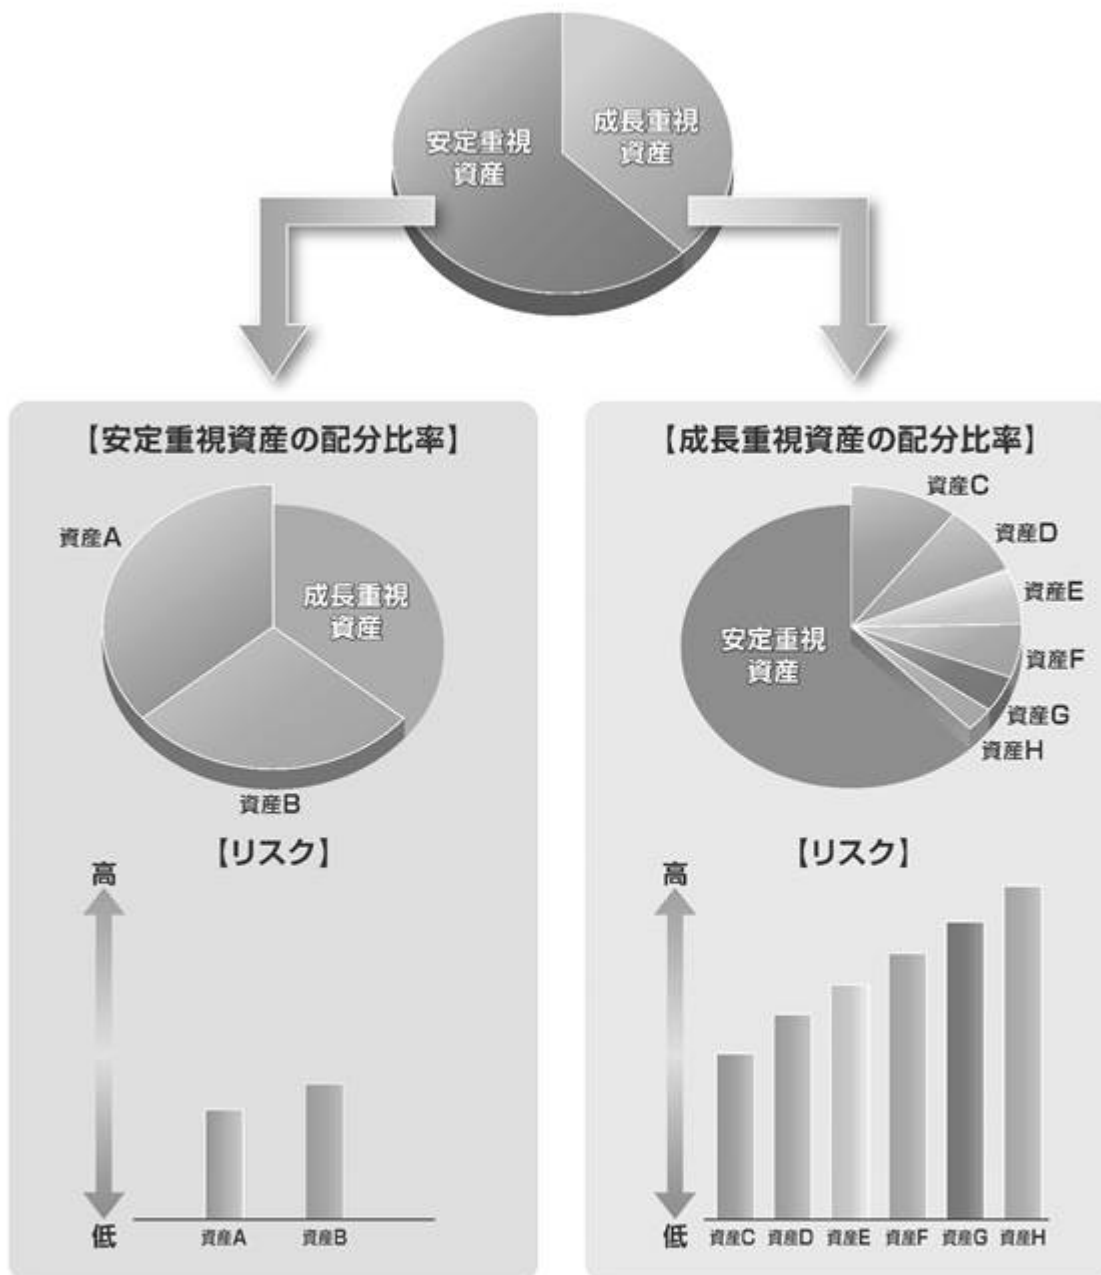 安定重視
資産
成長重視
資産
【安定重視資産の配分比率】
資産A
成長重視
資産
資産B
【リスク】
高
低
資産A 資産B
【成長重視資産の配分比率】
資産C
資産D
資産E
資産F
資産G
資産H
安定重視
資産
【リスク】
高
低
資産C 資産D 資産E 資産F 資産G 資産H